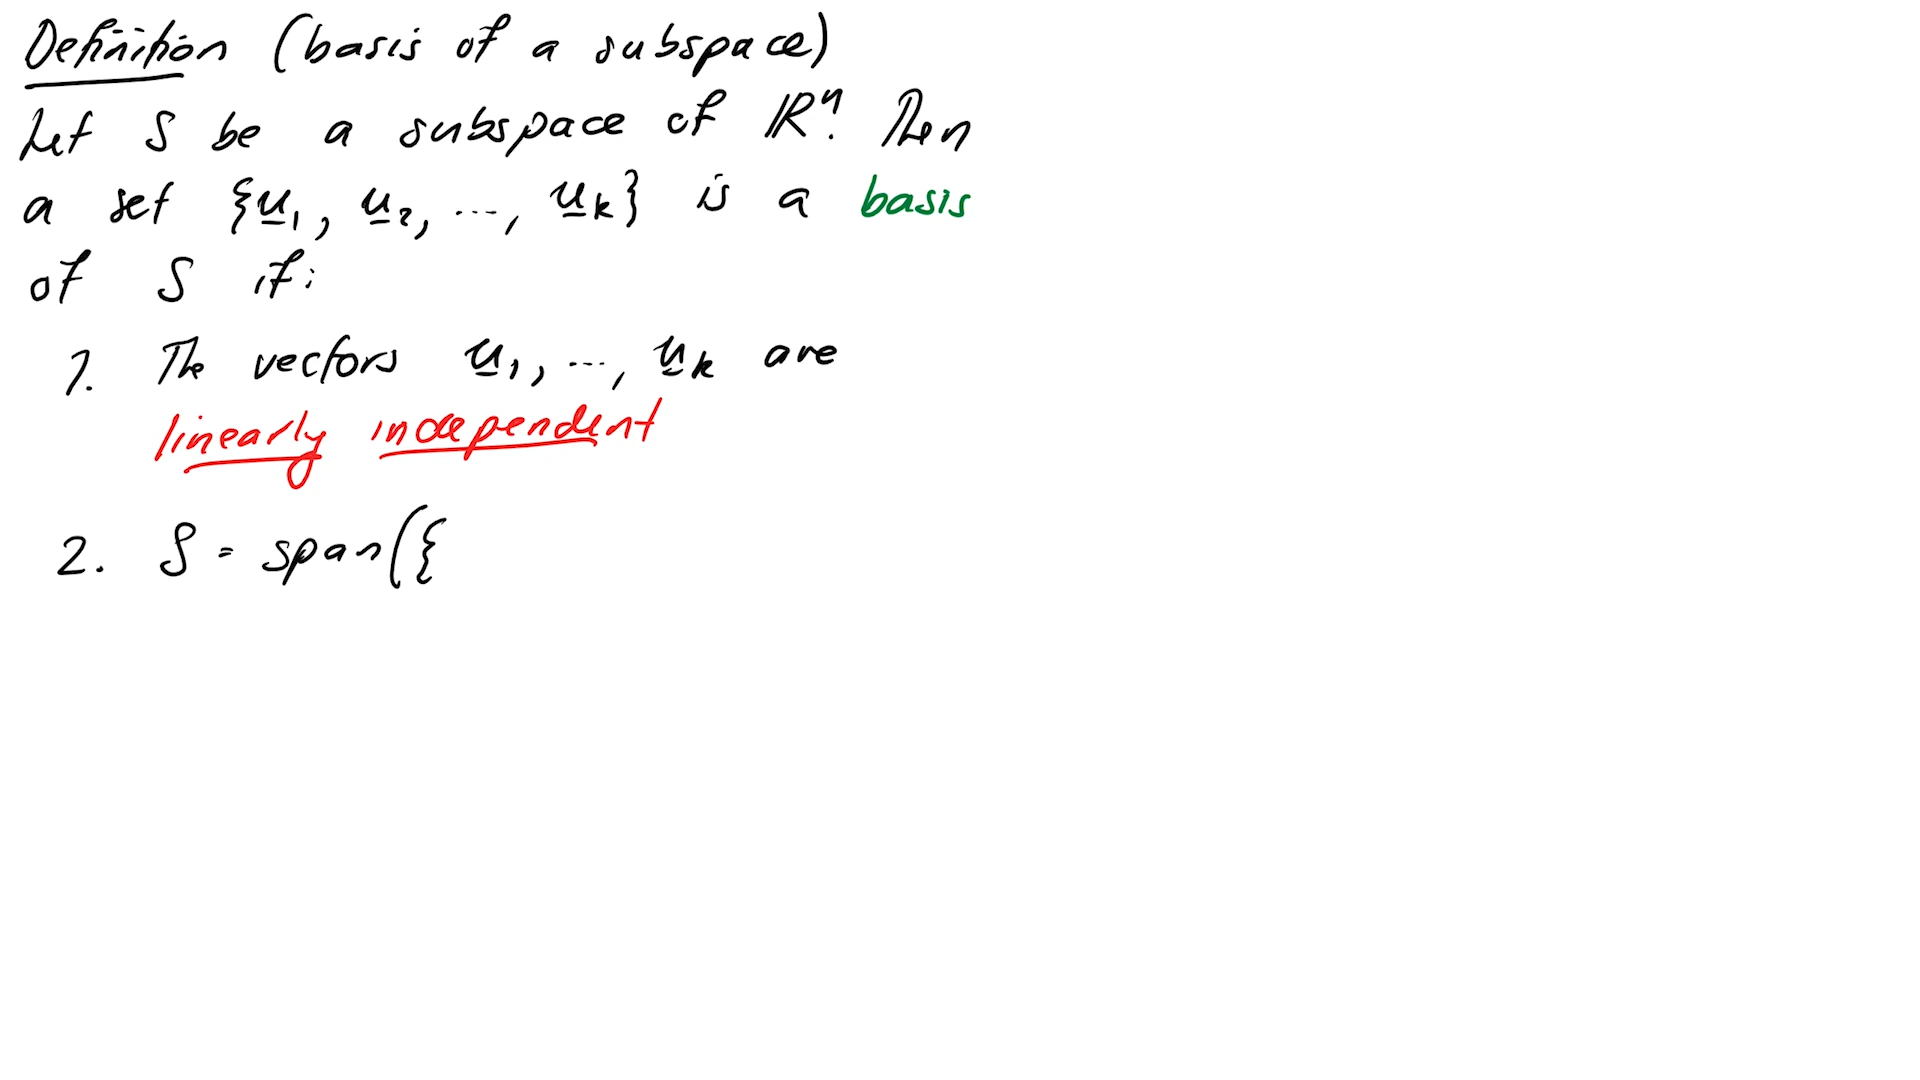 Definition (basis of a subspace)
Let S be a subspace of ℝⁿ. Then
a set {u₁, u₂, ..., uₖ} is a basis
of S if:
1. The vectors u₁, ..., uₖ are
linearly independent
2. S = span({